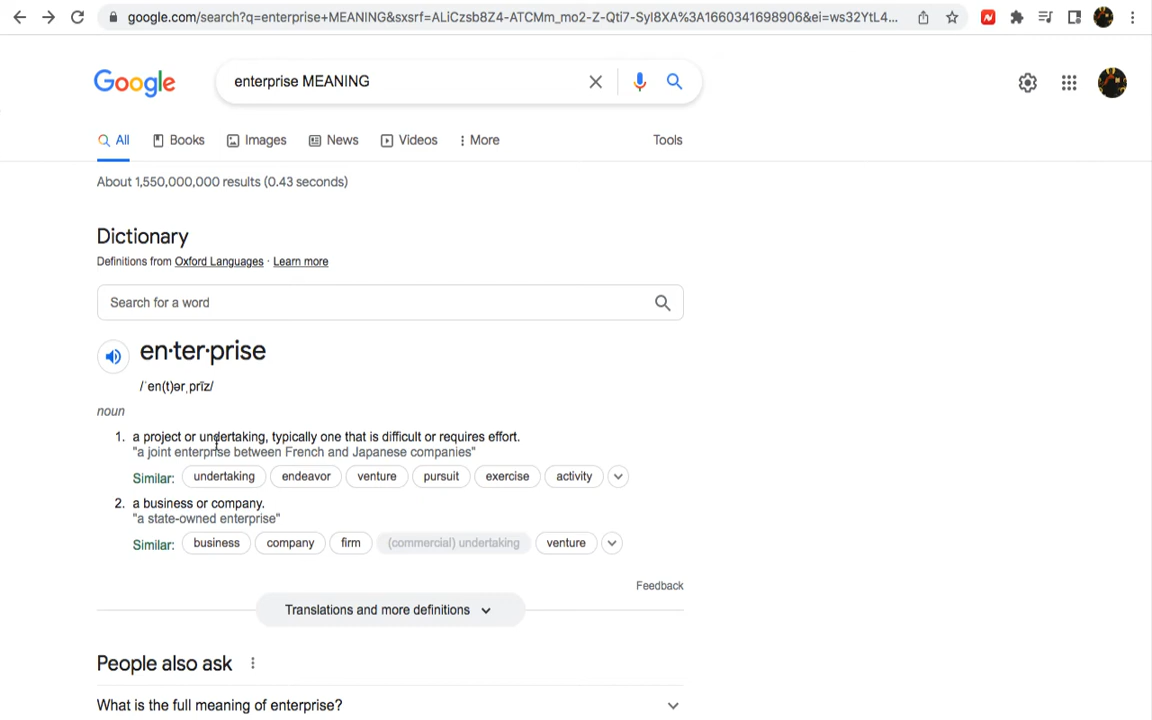 google.com/search?q=enterprise+MEANING&sxsrf=ALiCzsb8Z4-ATCMm_mo2-Z-Qti7-SyI8XA%3A1660341698906&ei=ws32YtL4...
Google
enterprise MEANING
All Books Images News Videos More Tools
About 1,550,000,000 results (0.43 seconds)
Dictionary
Definitions from Oxford Languages · Learn more
Search for a word
en·ter·prise
/ˈen(t)ərˌprīz/
noun
1. a project or undertaking, typically one that is difficult or requires effort.
"a joint enterprise between French and Japanese companies"
Similar: undertaking endeavor venture pursuit exercise activity
2. a business or company.
"a state-owned enterprise"
Similar: business company firm (commercial) undertaking venture
Feedback
Translations and more definitions
People also ask
What is the full meaning of enterprise?